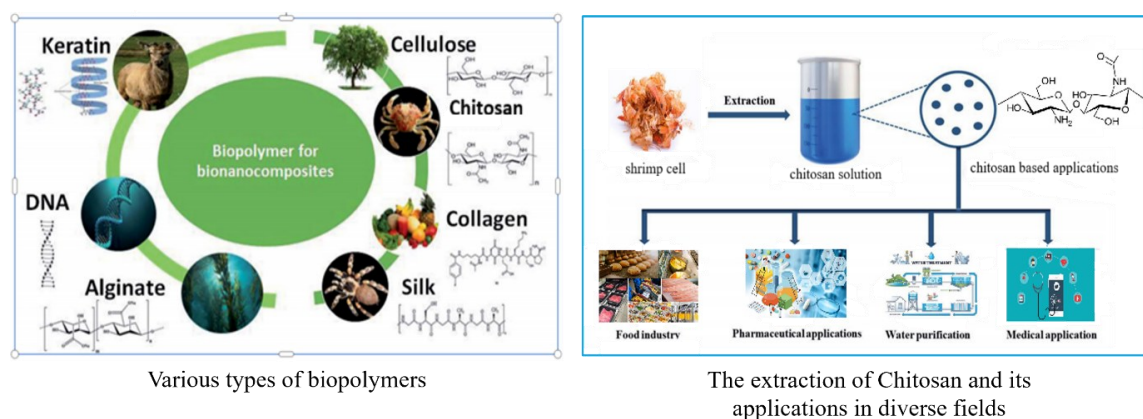 Keratin
Cellulose
Chitosan
Biopolymer for
bionanocomposites
DNA
Collagen
Alginate
Silk
Various types of biopolymers
Extraction
shrimp cell
chitosan solution
chitosan based applications
Food industry
Pharmaceutical applications
Water purification
Medical application
The extraction of Chitosan and its
applications in diverse fields